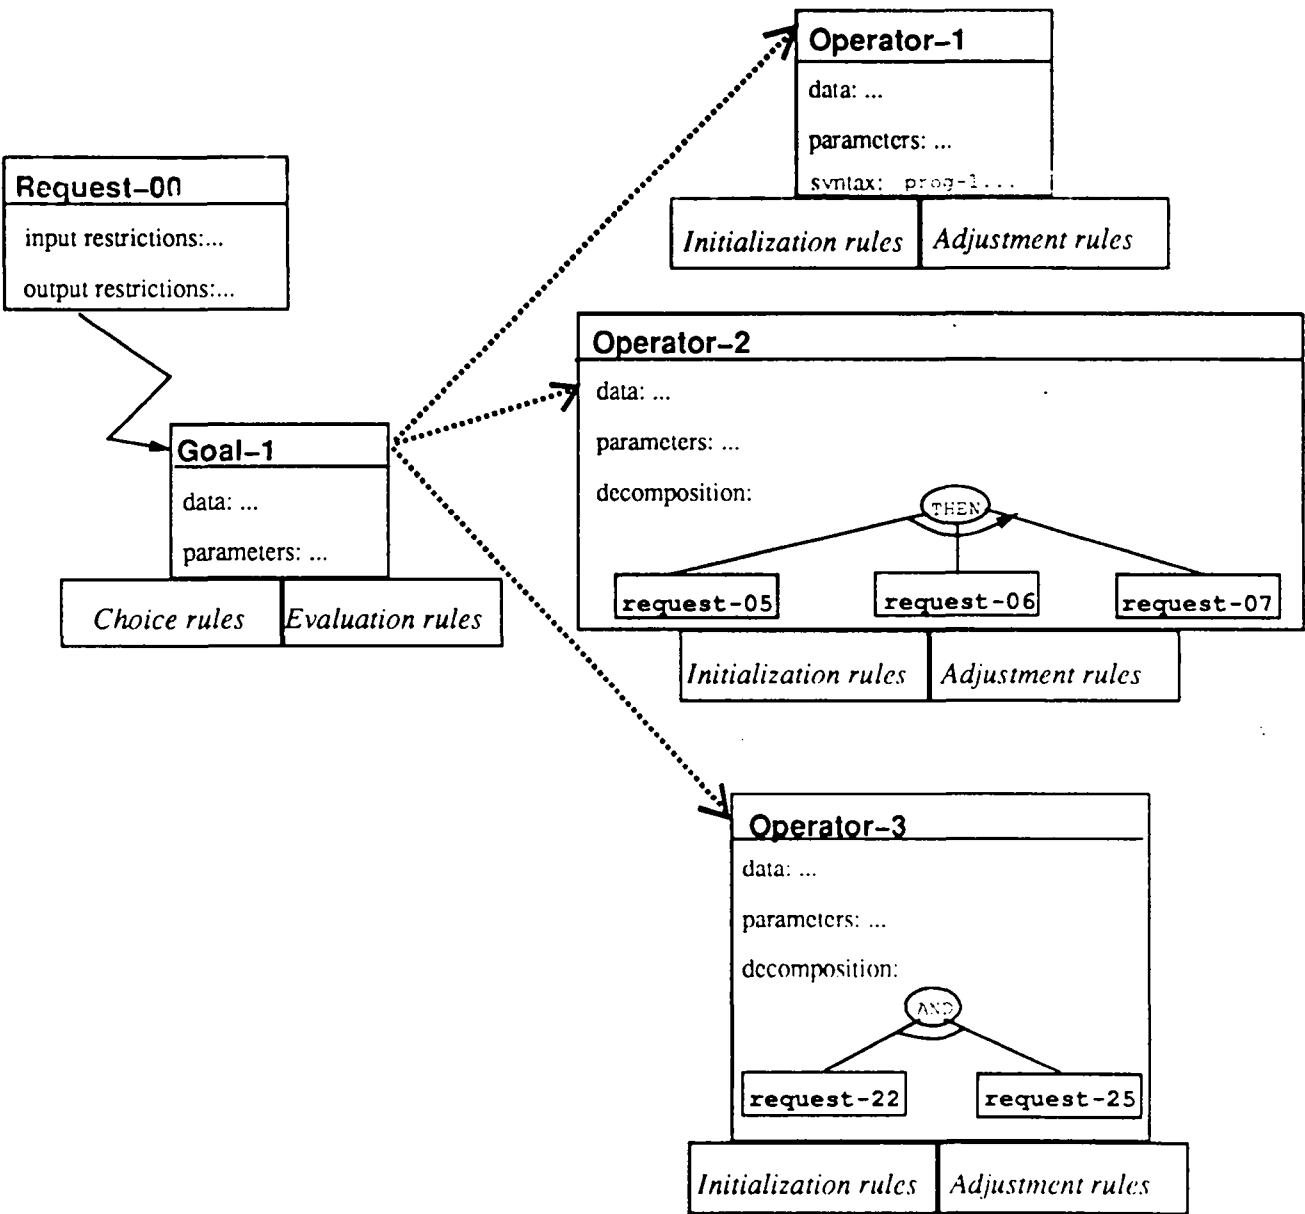 Operator-1
data: ...
parameters: ...
syntax: prog-1...
Initialization rules
Adjustment rules
Request-00
input restrictions:...
output restrictions:...
Goal-1
data: ...
parameters: ...
Choice rules
Evaluation rules
Operator-2
data: ...
parameters: ...
decomposition:
THEN
request-05
request-06
request-07
Initialization rules
Adjustment rules
Operator-3
data: ...
parameters: ...
decomposition:
AND
request-22
request-25
Initialization rules
Adjustment rules